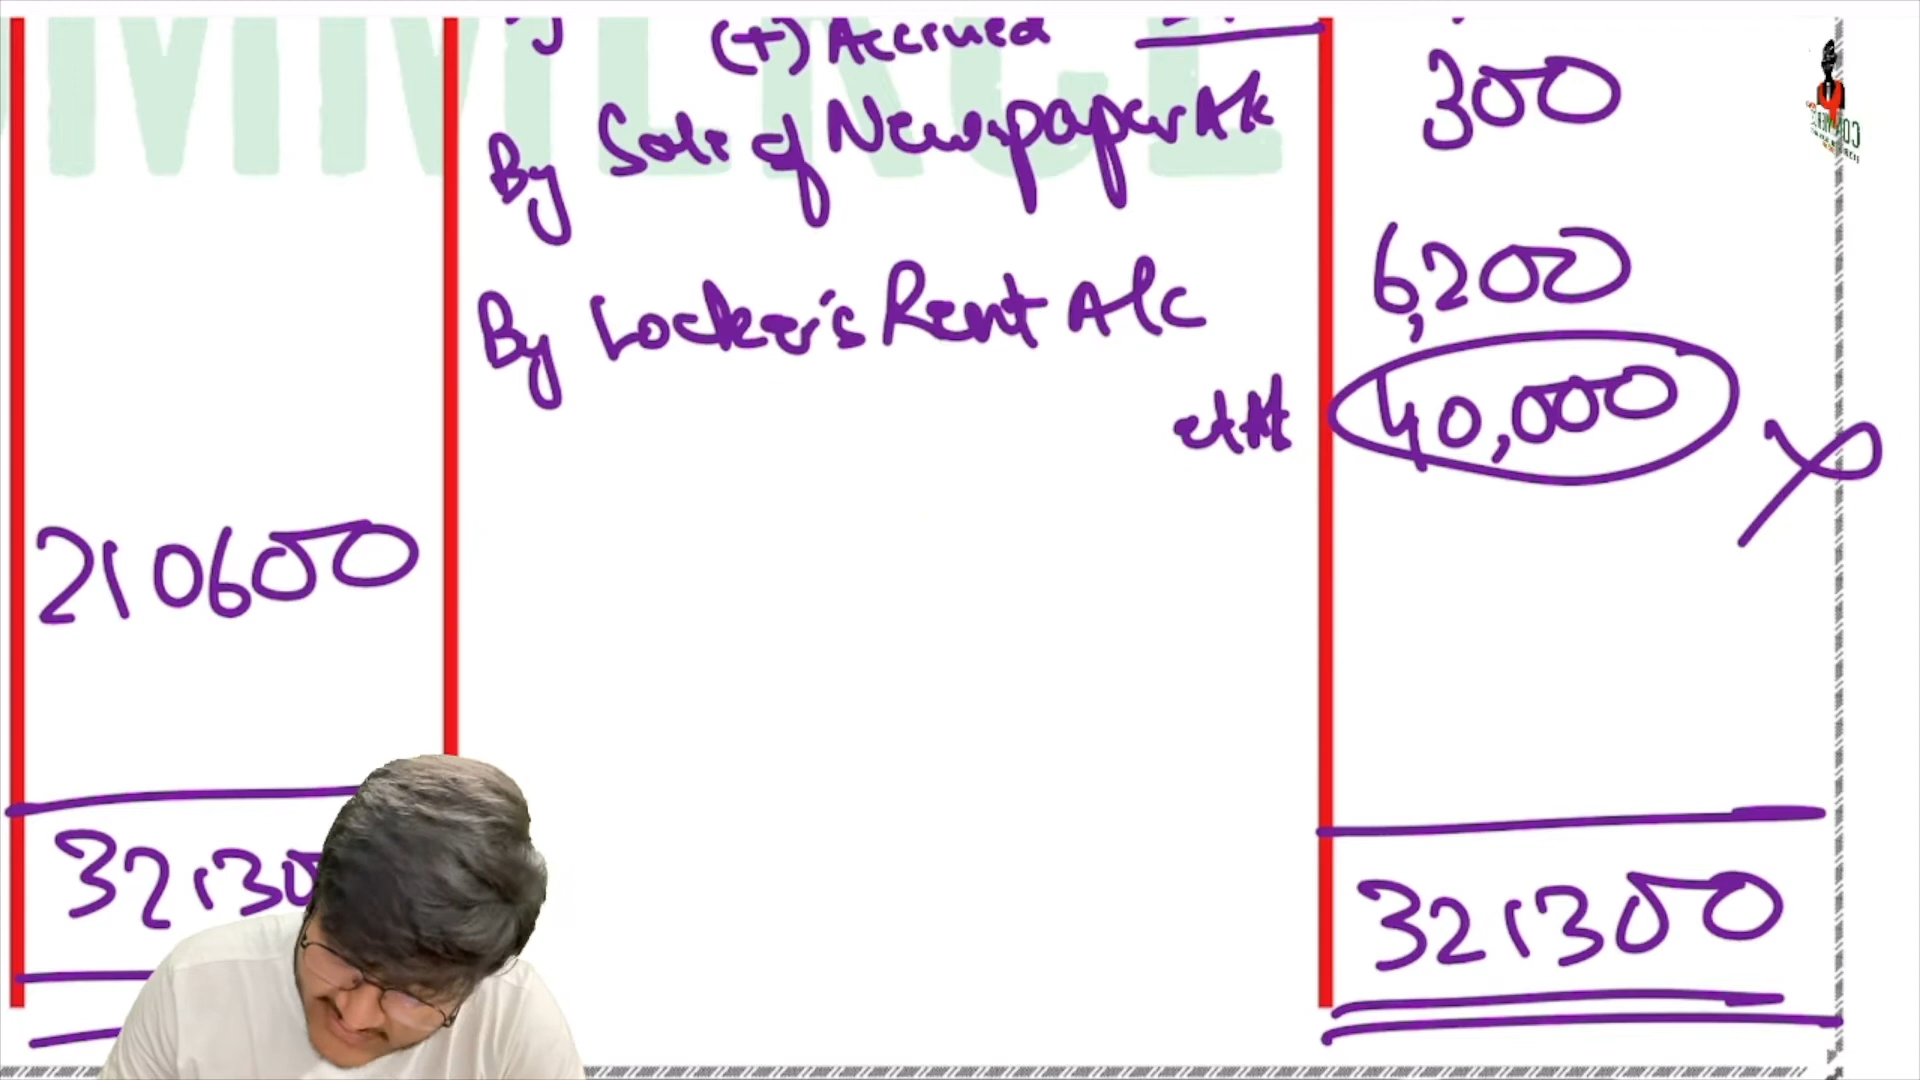 (+) Accrued
300
By Sale of Newspaper A/c
6,200
By Locker's Rent A/c
40,000
210600
32130
321300